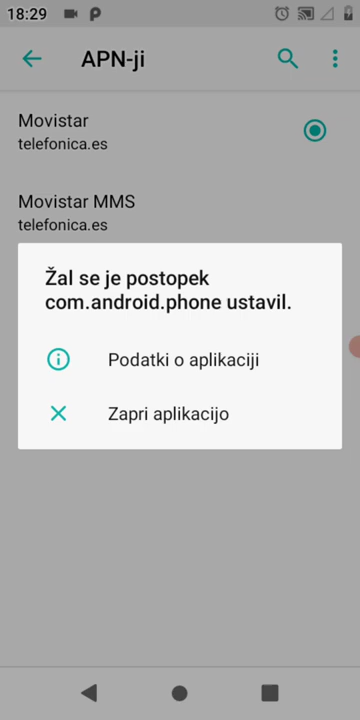 18:29
APN-ji
Movistar
telefonica.es
Movistar MMS
telefonica.es
Žal se je postopek
com.android.phone ustavil.
Podatki o aplikaciji
Zapri aplikacijo